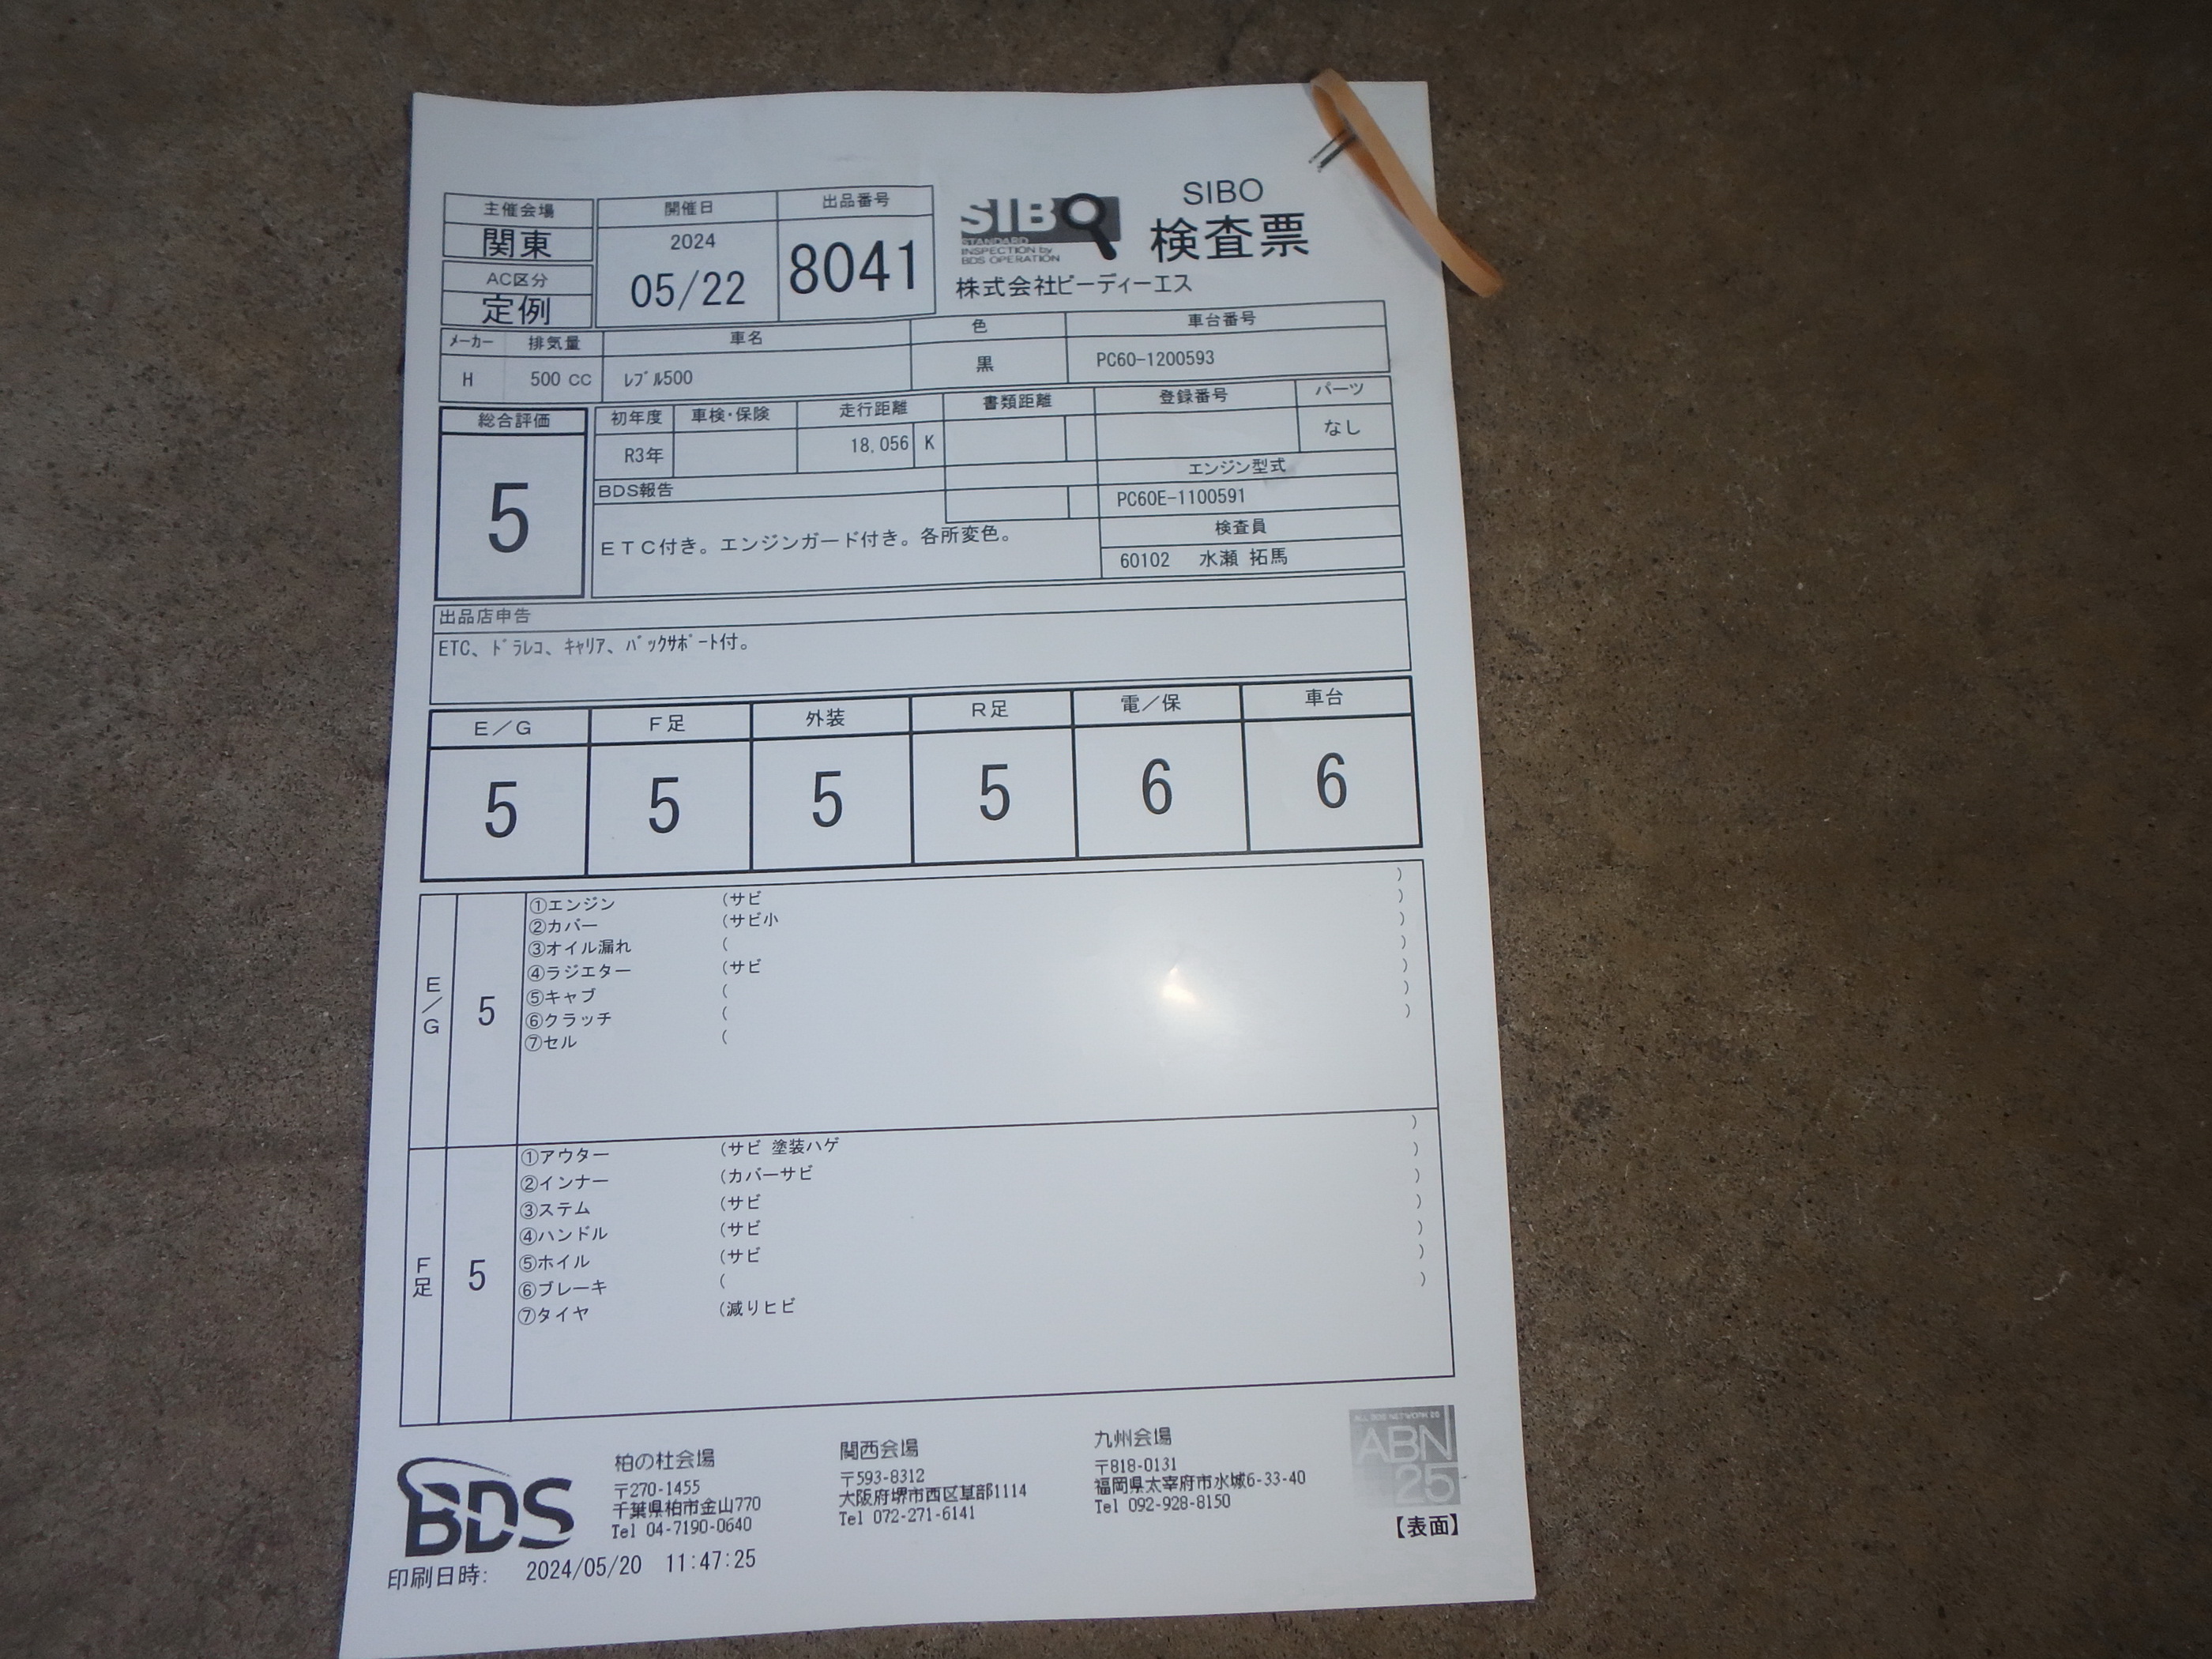 主催会場
関東
AC区分
定例
開催日
2024
05/22
出品番号
8041
SIBO
STANDARD
INSPECTION by
BDS OPERATION
SIBO
検査票
株式会社ビーディーエス
メーカー 排気量 車名 色 車台番号
H 500 CC レブル500 黒 PC60-1200593
総合評価
5
初年度 車検・保険 走行距離 書類距離 登録番号 パーツ
R3年 18,056 K なし
BDS報告
ETC付き。エンジンガード付き。各所変色。
エンジン型式
PC60E-1100591
検査員
60102 水瀬 拓馬
出品店申告
ETC、ドラレコ、キャリア、バックサポート付。
E/G F足 外装 R足 電/保 車台
5 5 5 5 6 6
E/G
5
①エンジン (サビ )
②カバー (サビ小 )
③オイル漏れ ( )
④ラジエター (サビ )
⑤キャブ ( )
⑥クラッチ ( )
⑦セル ( )
F足
5
①アウター (サビ 塗装ハゲ )
②インナー (カバーサビ )
③ステム (サビ )
④ハンドル (サビ )
⑤ホイル (サビ )
⑥ブレーキ ( )
⑦タイヤ (減りヒビ )
BDS
柏の杜会場
〒270-1455
千葉県柏市金山770
Tel 04-7190-0640
関西会場
〒593-8312
大阪府堺市西区草部1114
Tel 072-271-6141
九州会場
〒818-0131
福岡県太宰府市水城6-33-40
Tel 092-928-8150
ALL BDS NETWORK 25
ABN
25
【表面】
印刷日時: 2024/05/20 11:47:25